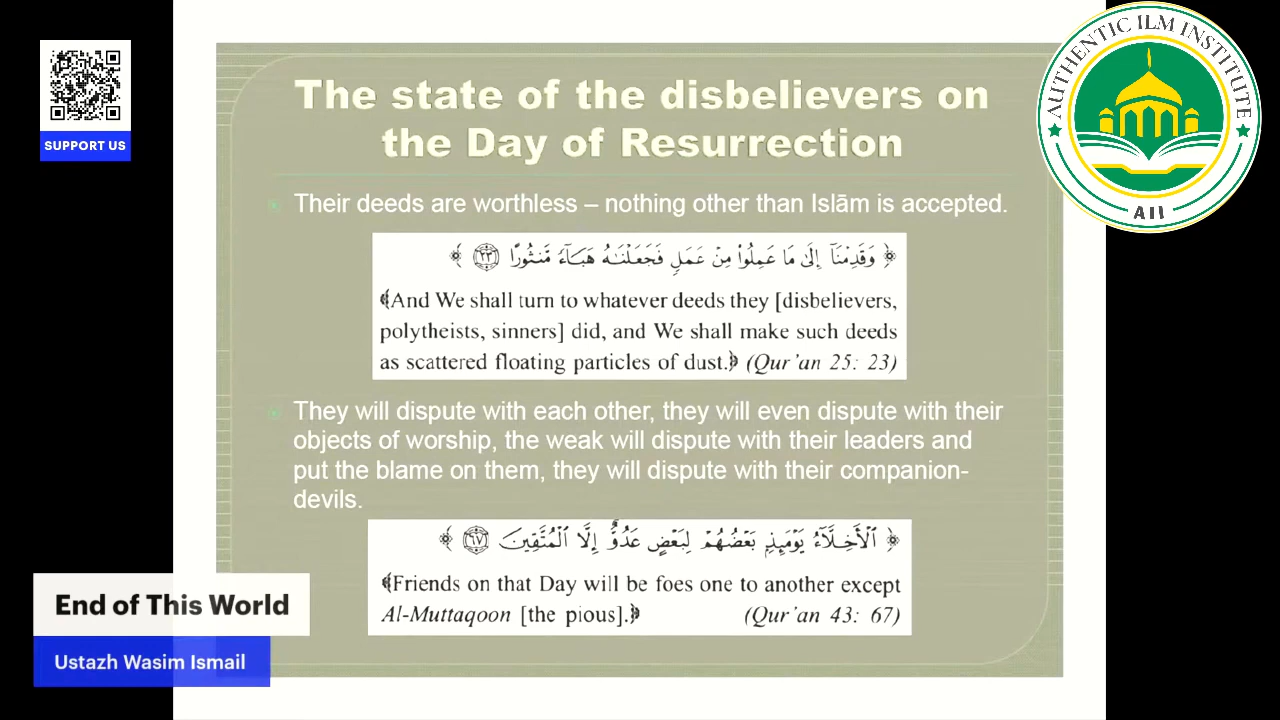 SUPPORT US
AUTHENTIC ILM INSTITUTE
AII
The state of the disbelievers on
the Day of Resurrection
Their deeds are worthless – nothing other than Islām is accepted.
﴿ وَقَدِمْنَآ إِلَىٰ مَا عَمِلُوا۟ مِنْ عَمَلٍ فَجَعَلْنَـٰهُ هَبَآءً مَّنثُورًا ٢٣ ﴾
﴾And We shall turn to whatever deeds they [disbelievers,
polytheists, sinners] did, and We shall make such deeds
as scattered floating particles of dust.﴿ (Qur'an 25: 23)
They will dispute with each other, they will even dispute with their
objects of worship, the weak will dispute with their leaders and
put the blame on them, they will dispute with their companion-
devils.
﴿ ٱلْأَخِلَّآءُ يَوْمَئِذٍۭ بَعْضُهُمْ لِبَعْضٍ عَدُوٌّ إِلَّا ٱلْمُتَّقِينَ ٦٧ ﴾
﴾Friends on that Day will be foes one to another except
Al-Muttaqoon [the pious].﴿ (Qur'an 43: 67)
End of This World
Ustazh Wasim Ismail